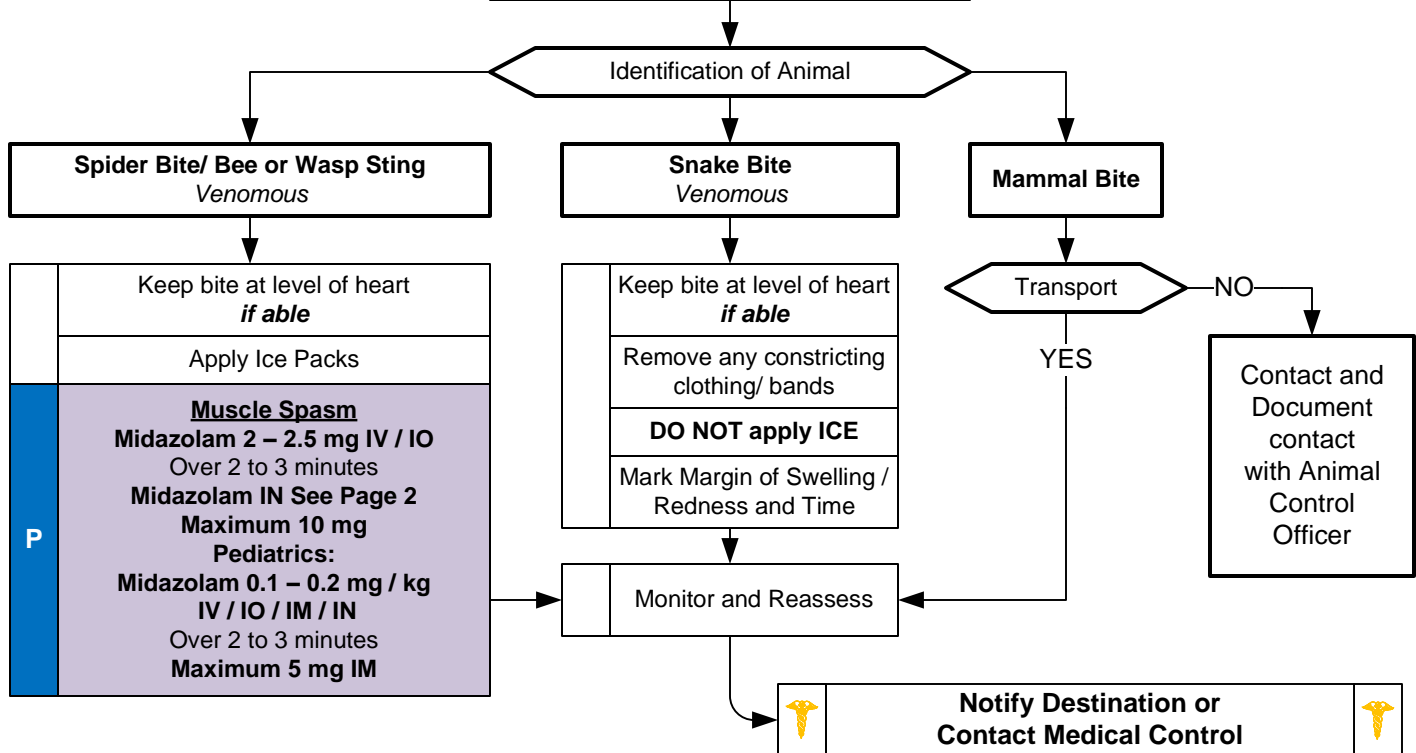 Identification of Animal
Spider Bite/ Bee or Wasp Sting
Venomous
Keep bite at level of heart
if able
Apply Ice Packs
P
Muscle Spasm
Midazolam 2 – 2.5 mg IV / IO
Over 2 to 3 minutes
Midazolam IN See Page 2
Maximum 10 mg
Pediatrics:
Midazolam 0.1 – 0.2 mg / kg
IV / IO / IM / IN
Over 2 to 3 minutes
Maximum 5 mg IM
Snake Bite
Venomous
Keep bite at level of heart
if able
Remove any constricting
clothing/ bands
DO NOT apply ICE
Mark Margin of Swelling /
Redness and Time
Mammal Bite
Transport
NO
YES
Contact and
Document
contact
with Animal
Control
Officer
Monitor and Reassess
Notify Destination or
Contact Medical Control